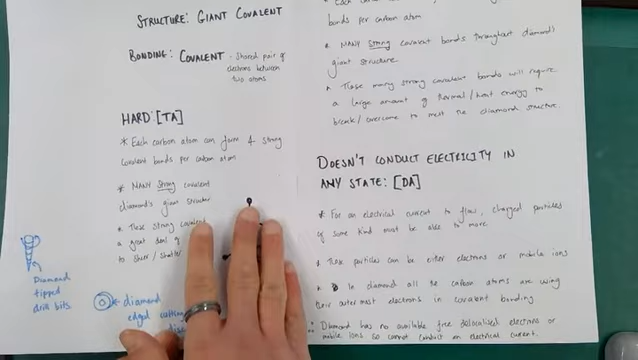 STRUCTURE: GIANT COVALENT
BONDING: COVALENT - Shared pair of
electrons between
two atoms
HARD: [TA]
* Each carbon atom can form 4 strong
covalent bonds per carbon atom
* MANY Strong covalent
diamond's giant structur
* These strong covalent
a great deal of
to shear / shatter
Diamond
tipped
drill bits.
diamond
edged cutting
bonds per carbon atom
* MANY Strong covalent bonds throughout diamond's
giant structure.
* These many strong covalent bonds will require
a large amount of thermal / heat energy to
break / overcome to melt the diamond structure.
DOESN'T CONDUCT ELECTRICITY IN
ANY STATE: [DA]
* For an electrical current to flow, charged particles
of some kind must be able to move.
* These particles can be either electrons or mobile ions
* In diamond all the carbon atoms are using
their outer most electrons in covalent bonding
∴ Diamond has no available free delocalised electrons or
mobile ions so cannot conduct an electrical current.